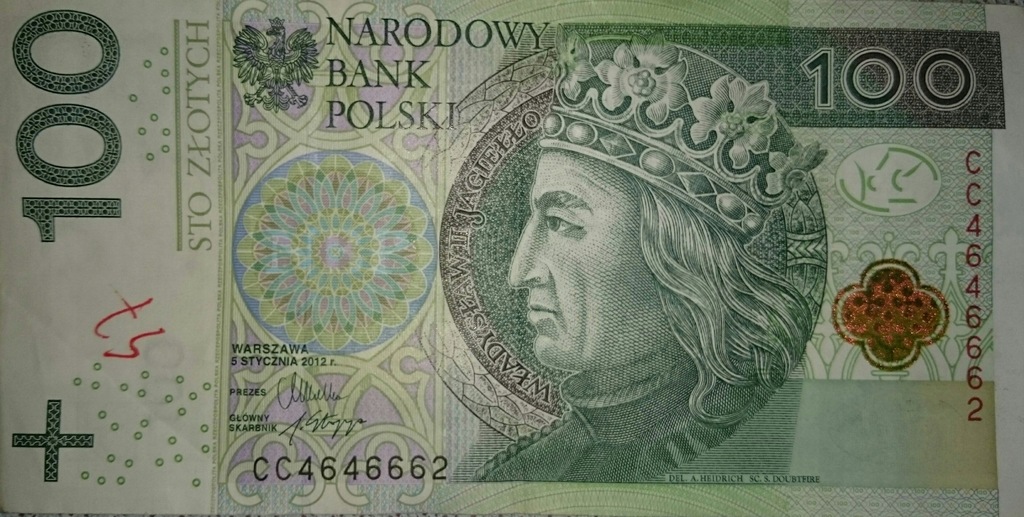 100
STO ZŁOTYCH
NARODOWY
BANK
POLSKI
WŁADYSŁAW II JAGIEŁŁO
100
CC4646662
WARSZAWA
5 STYCZNIA 2012 r.
PREZES
GŁÓWNY
SKARBNIK
CC4646662
DEL. A. HEIDRICH SC. S. DOUBTFIRE